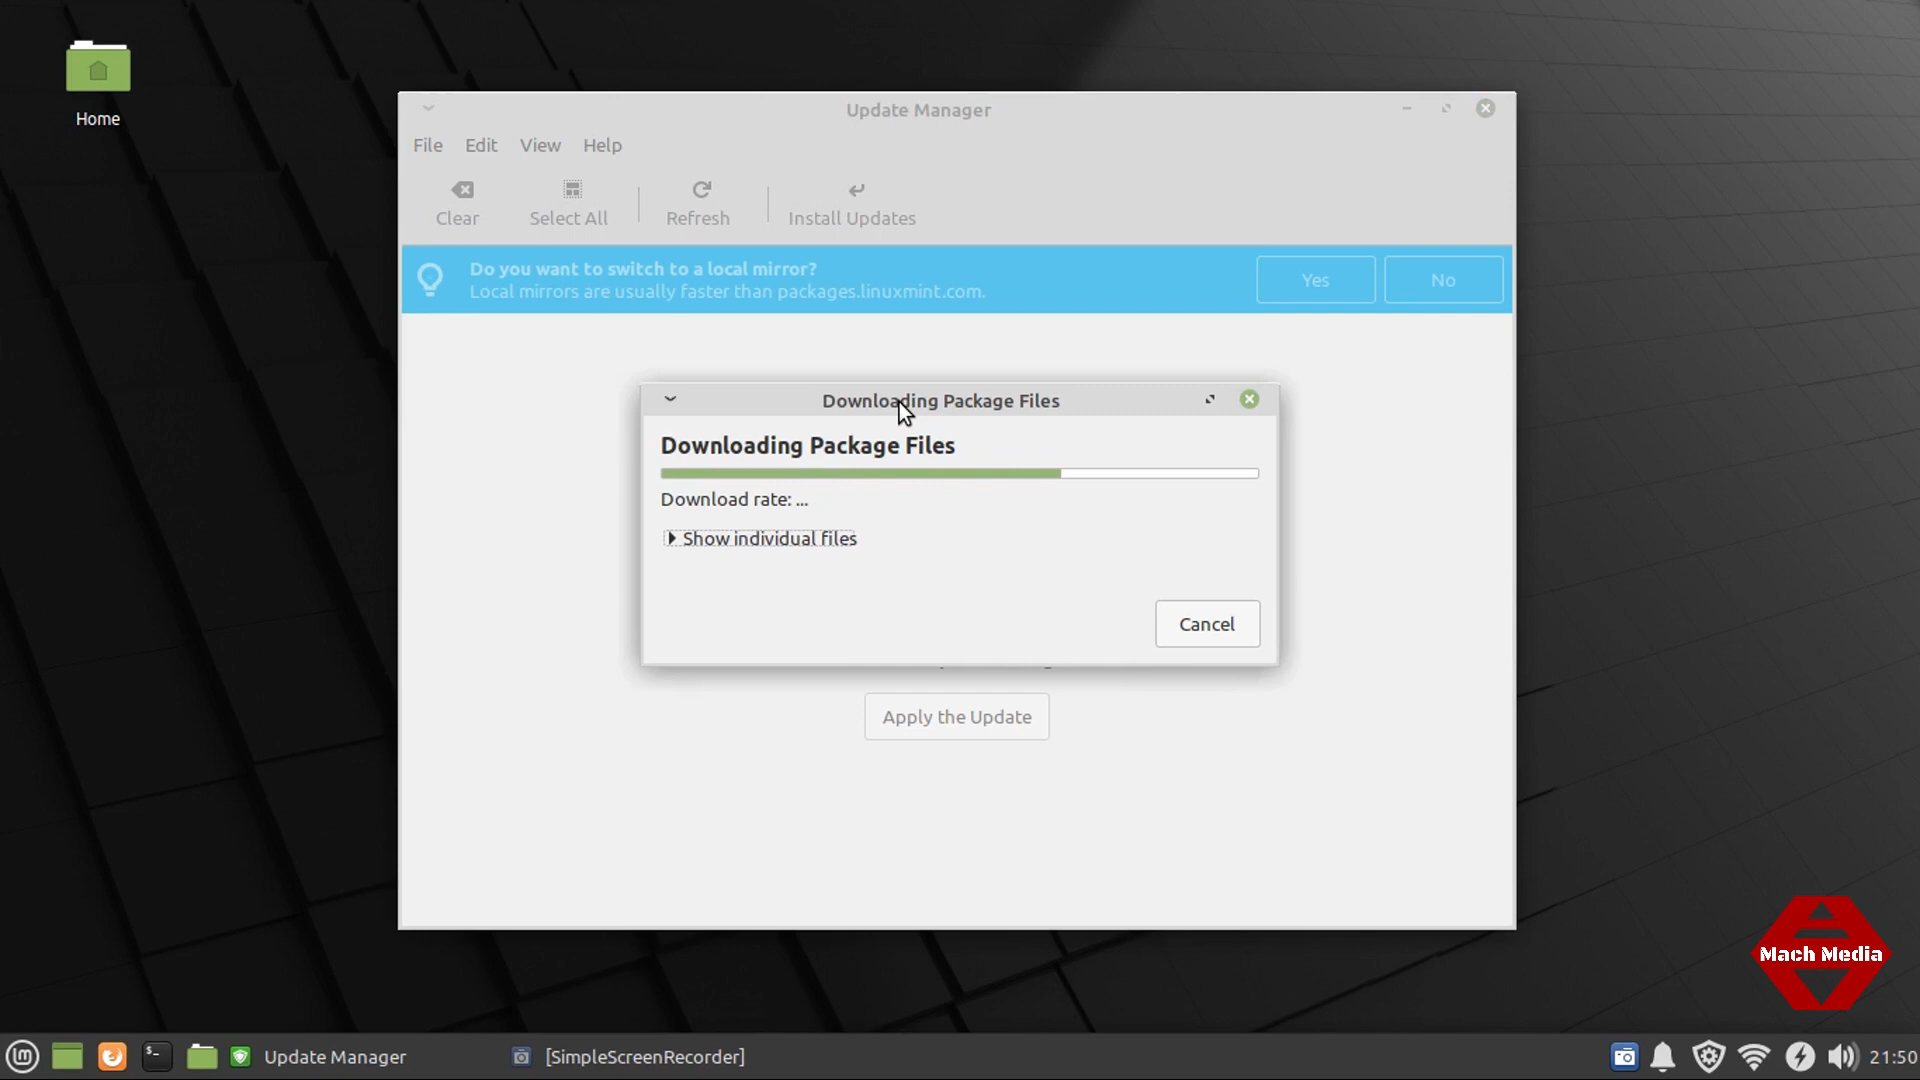 Home
Update Manager
File Edit View Help
Clear Select All Refresh Install Updates
Do you want to switch to a local mirror?
Local mirrors are usually faster than packages.linuxmint.com.
Yes No
Downloading Package Files
Downloading Package Files
Download rate: ...
Show individual files
Cancel
Apply the Update
Mach Media
Update Manager [SimpleScreenRecorder] 21:50